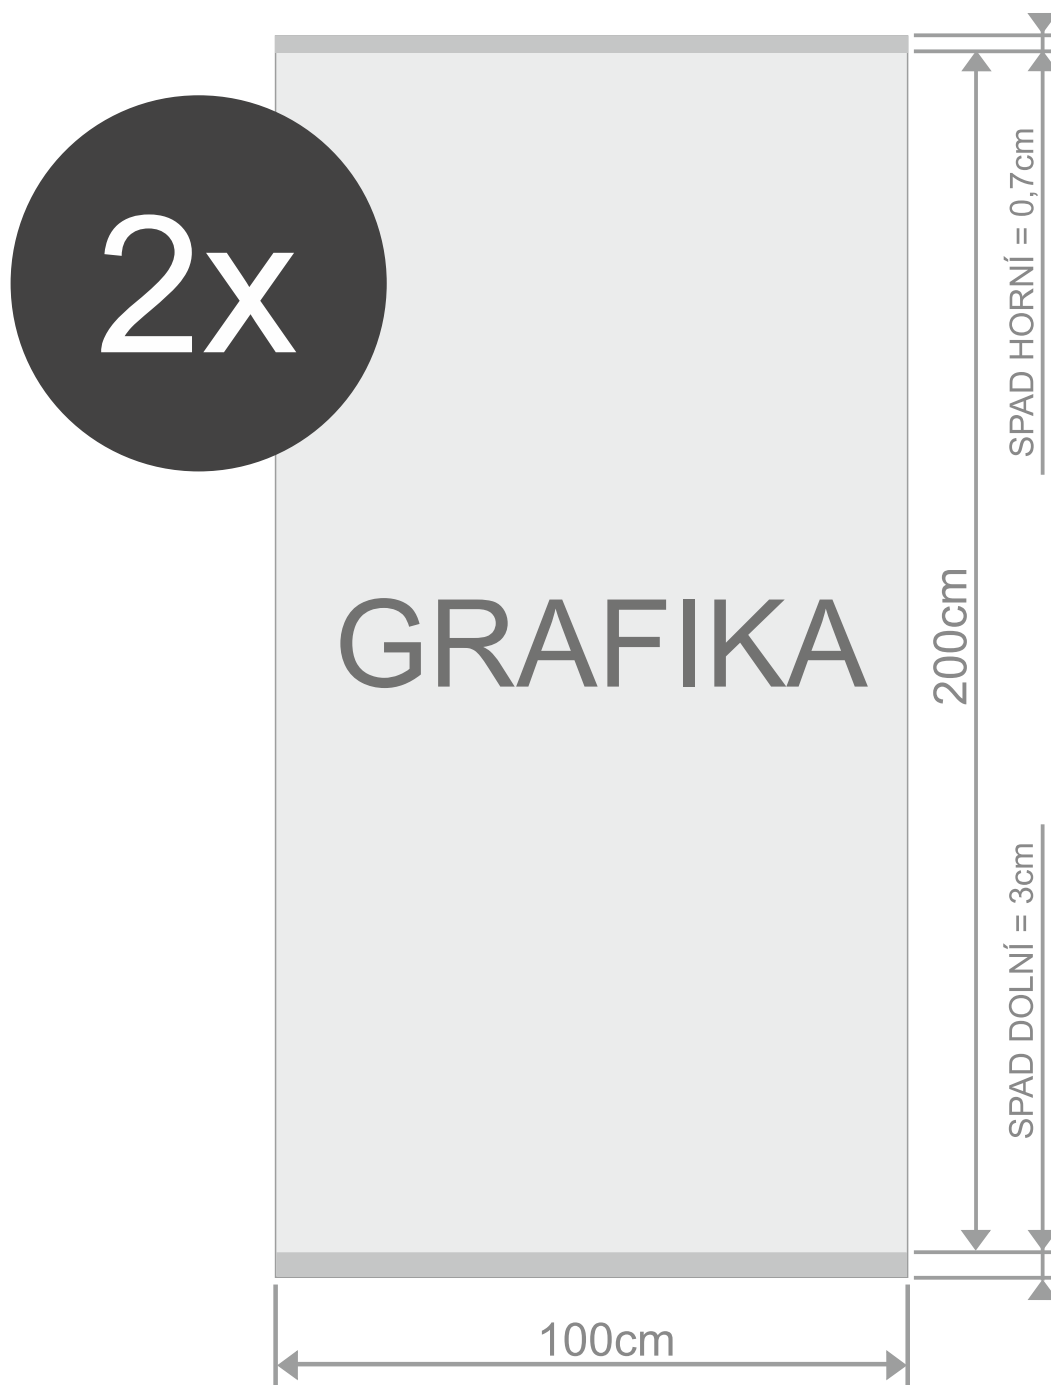 2x
SPAD HORNÍ = 0,7cm
GRAFIKA
200cm
SPAD DOLNÍ = 3cm
100cm